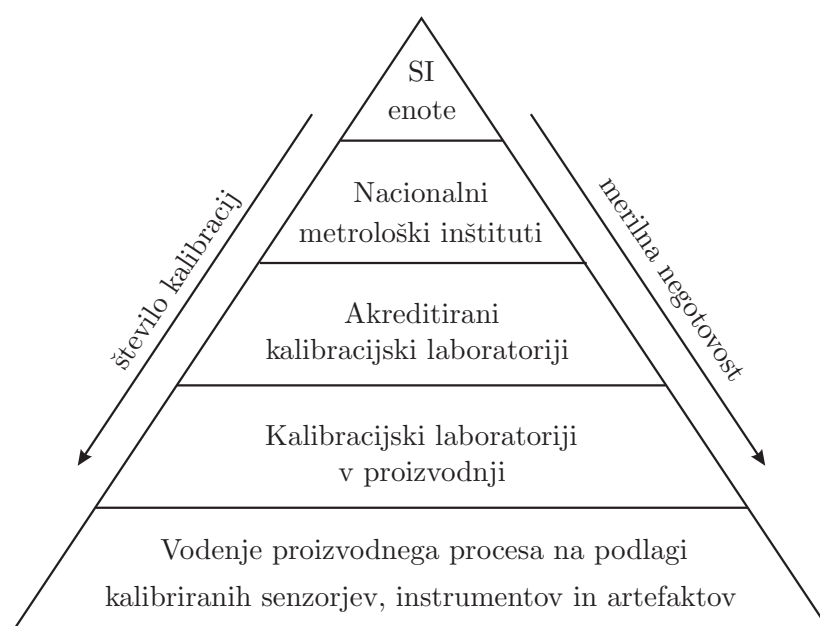 SI
enote
število kalibracij
merilna negotovost
Nacionalni
metrološki inštituti
Akreditirani
kalibracijski laboratoriji
Kalibracijski laboratoriji
v proizvodnji
Vodenje proizvodnega procesa na podlagi
kalibriranih senzorjev, instrumentov in artefaktov